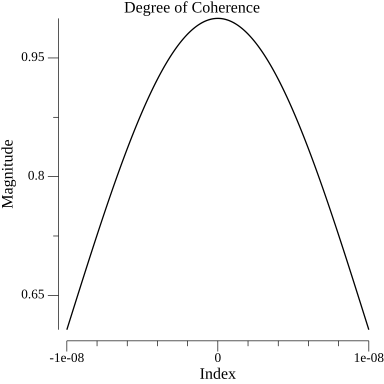 Degree of Coherence
0.95
0.8
0.65
Magnitude
-1e-08
0
1e-08
Index